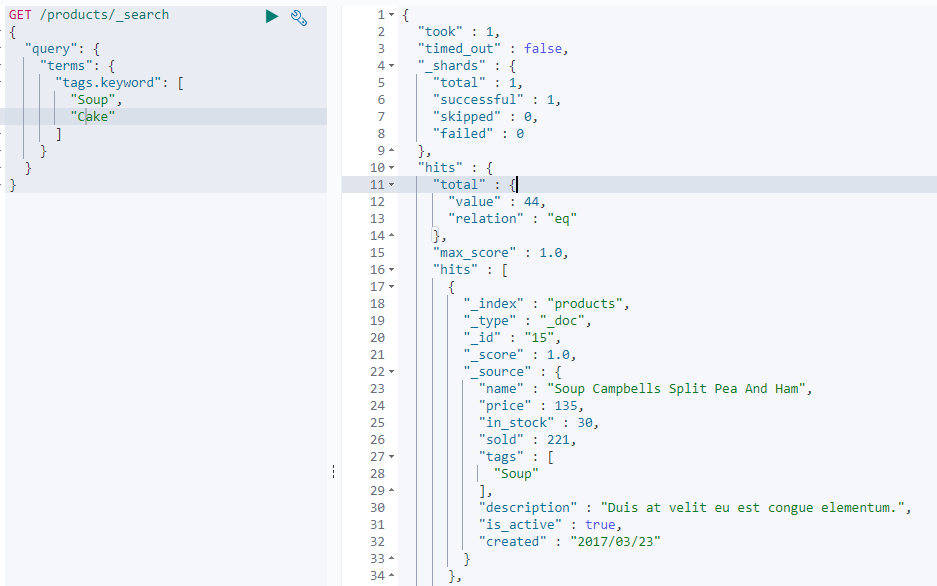 GET /products/_search
{
"query": {
"terms": {
"tags.keyword": [
"Soup",
"Cake"
]
}
}
}
1 {
2 "took" : 1,
3 "timed_out" : false,
4 "_shards" : {
5 "total" : 1,
6 "successful" : 1,
7 "skipped" : 0,
8 "failed" : 0
9 },
10 "hits" : {
11 "total" : {
12 "value" : 44,
13 "relation" : "eq"
14 },
15 "max_score" : 1.0,
16 "hits" : [
17 {
18 "_index" : "products",
19 "_type" : "_doc",
20 "_id" : "15",
21 "_score" : 1.0,
22 "_source" : {
23 "name" : "Soup Campbells Split Pea And Ham",
24 "price" : 135,
25 "in_stock" : 30,
26 "sold" : 221,
27 "tags" : [
28 "Soup"
29 ],
30 "description" : "Duis at velit eu est congue elementum.",
31 "is_active" : true,
32 "created" : "2017/03/23"
33 }
34 },